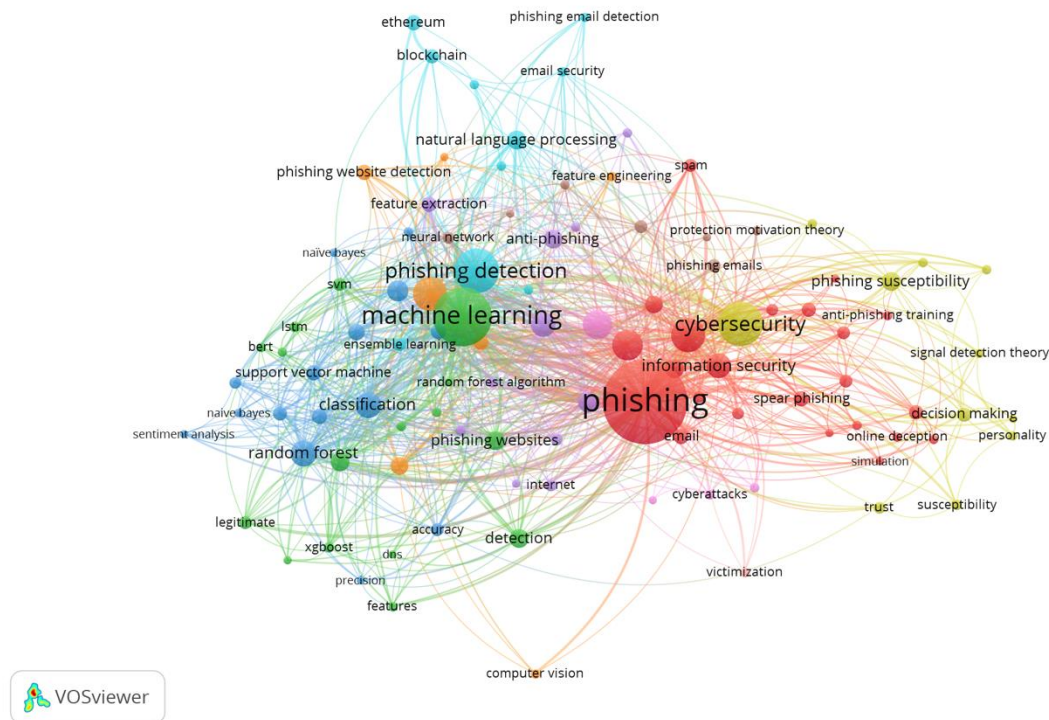 ethereum
phishing email detection
blockchain
email security
natural language processing
spam
phishing website detection
feature engineering
feature extraction
neural network
anti-phishing
protection motivation theory
naïve bayes
phishing emails
phishing detection
phishing susceptibility
svm
machine learning
cybersecurity
anti-phishing training
lstm
bert
ensemble learning
signal detection theory
support vector machine
random forest algorithm
information security
phishing
spear phishing
classification
naive bayes
decision making
sentiment analysis
phishing websites
email
online deception
personality
random forest
simulation
internet
cyberattacks
legitimate
accuracy
trust
susceptibility
xgboost
dns
detection
precision
victimization
features
computer vision
VOSviewer